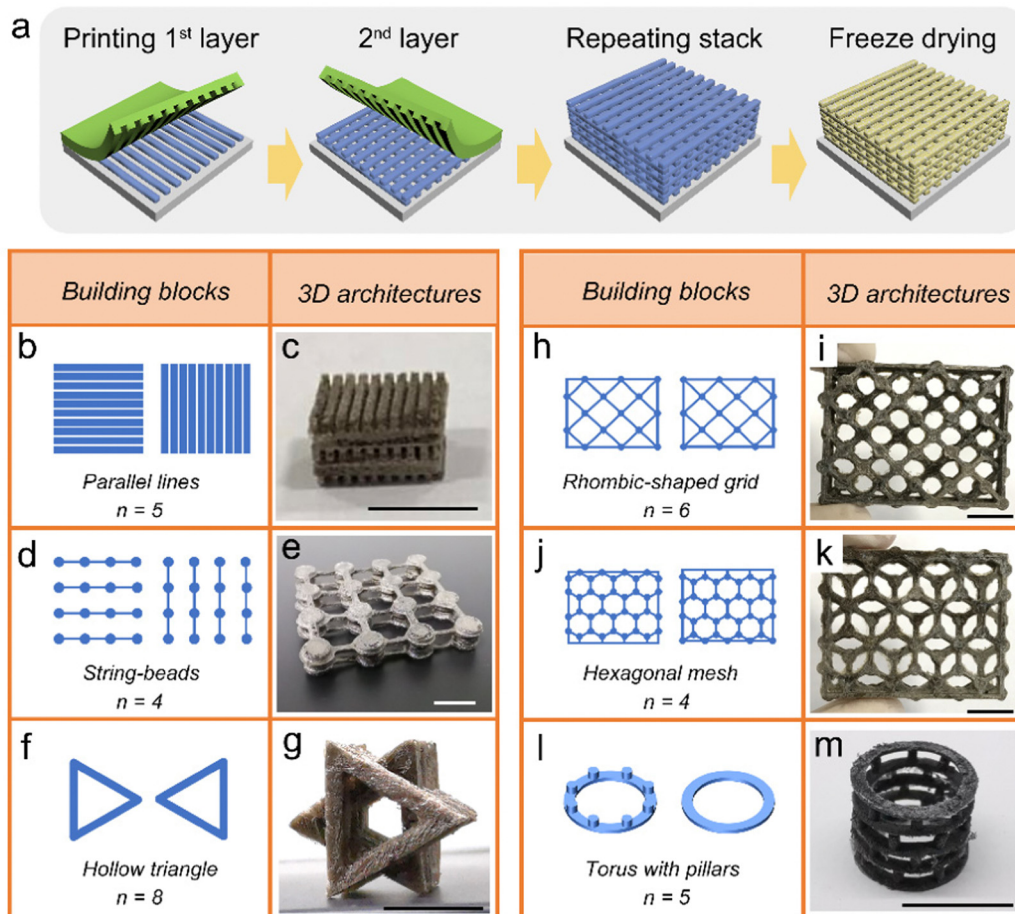 a
Printing 1st layer
2nd layer
Repeating stack
Freeze drying
Building blocks
3D architectures
Building blocks
3D architectures
b
Parallel lines
n = 5
c
h
Rhombic-shaped grid
n = 6
i
d
String-beads
n = 4
e
j
Hexagonal mesh
n = 4
k
f
Hollow triangle
n = 8
g
l
Torus with pillars
n = 5
m